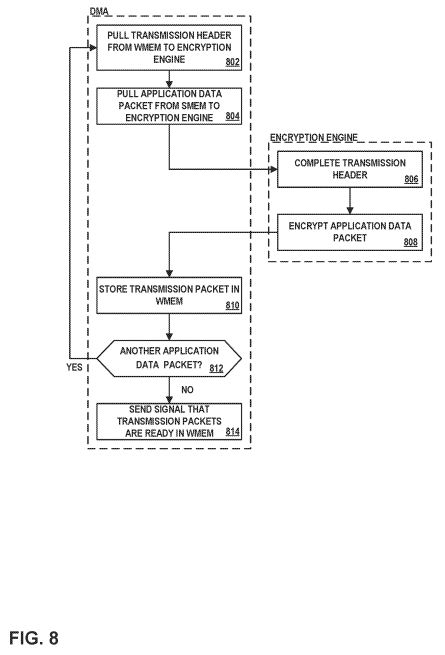 DMA
PULL TRANSMISSION HEADER
FROM WMEM TO ENCRYPTION
ENGINE
802
PULL APPLICATION DATA
PACKET FROM SMEM TO
ENCRYPTION ENGINE
804
ENCRYPTION ENGINE
COMPLETE TRANSMISSION
HEADER
806
ENCRYPT APPLICATION DATA
PACKET
808
STORE TRANSMISSION PACKET IN
WMEM
810
ANOTHER APPLICATION
DATA PACKET?
812
YES
NO
SEND SIGNAL THAT
TRANSMISSION PACKETS
ARE READY IN WMEM
814
FIG. 8